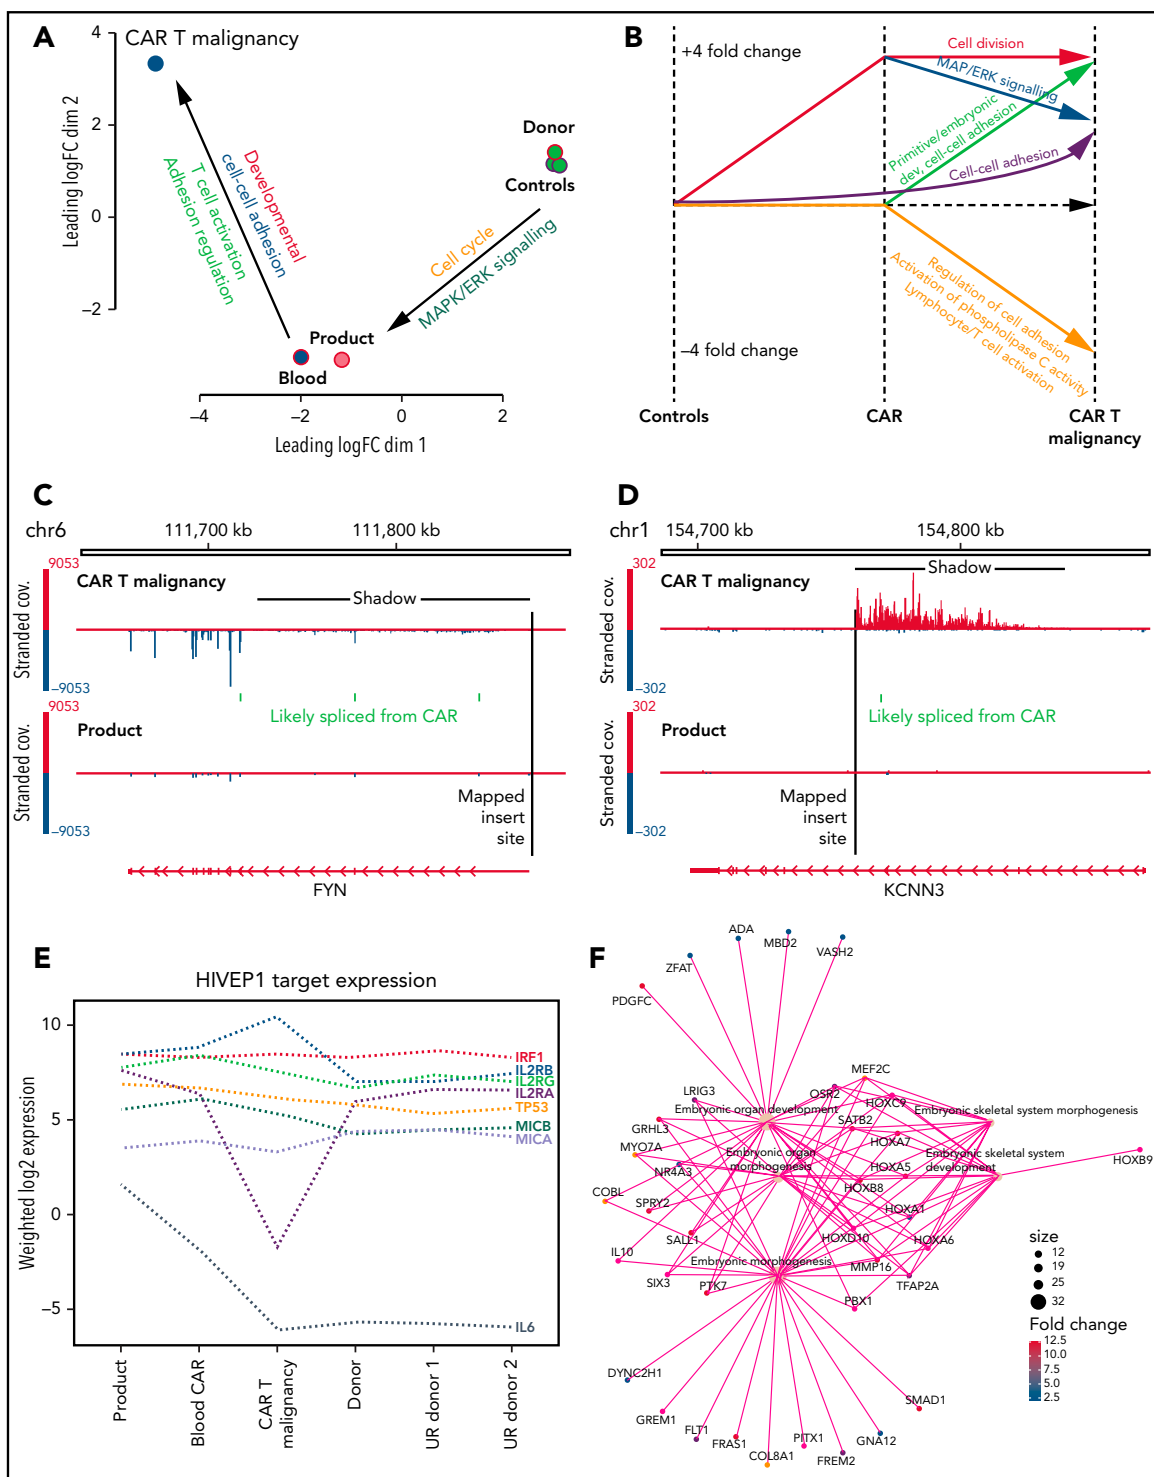 A
CAR T malignancy
4
2
0
−2
Leading logFC dim 2
Developmental
cell-cell adhesion
T cell activation
Adhesion regulation
Donor
Controls
Cell cycle
MAPK/ERK signalling
Product
Blood
−4
−2
0
2
Leading logFC dim 1
B
+4 fold change
Cell division
MAP/ERK signalling
Primitive/embryonic
dev, cell-cell adhesion
Cell-cell adhesion
Regulation of cell adhesion
Activation of phospholipase C activity
Lymphocyte/T cell activation
−4 fold change
Controls
CAR
CAR T
malignancy
C
chr6
111,700 kb
111,800 kb
9053
CAR T malignancy
Shadow
Stranded cov.
−9053
Likely spliced from CAR
9053
Product
Stranded cov.
−9053
Mapped
insert
site
FYN
D
chr1
154,700 kb
154,800 kb
302
CAR T malignancy
Shadow
Stranded cov.
−302
Likely spliced from CAR
302
Product
Stranded cov.
−302
Mapped
insert
site
KCNN3
E
HIVEP1 target expression
10
5
0
−5
Weighted log2 expression
IRF1
IL2RB
IL2RG
IL2RA
TP53
MICB
MICA
IL6
Product
Blood CAR
CAR T
malignancy
Donor
UR donor 1
UR donor 2
F
ADA
MBD2
VASH2
ZFAT
PDGFC
MEF2C
LRIG3
OSR2
HOXC9
Embryonic organ development
Embryonic skeletal system morphogenesis
GRHL3
SATB2
MYO7A
HOXA7
Embryonic organ
morphogenesis
Embryonic skeletal system
development
HOXB9
NR4A3
HOXA5
COBL
HOXB8
SPRY2
HOXA1
SALL1
HOXD10
HOXA6
IL10
Embryonic morphogenesis
MMP16
SIX3
PTK7
TFAP2A
PBX1
DYNC2H1
GREM1
FLT1
FRAS1
COL8A1
PITX1
FREM2
GNA12
SMAD1
size
12
19
25
32
Fold change
12.5
10.0
7.5
5.0
2.5